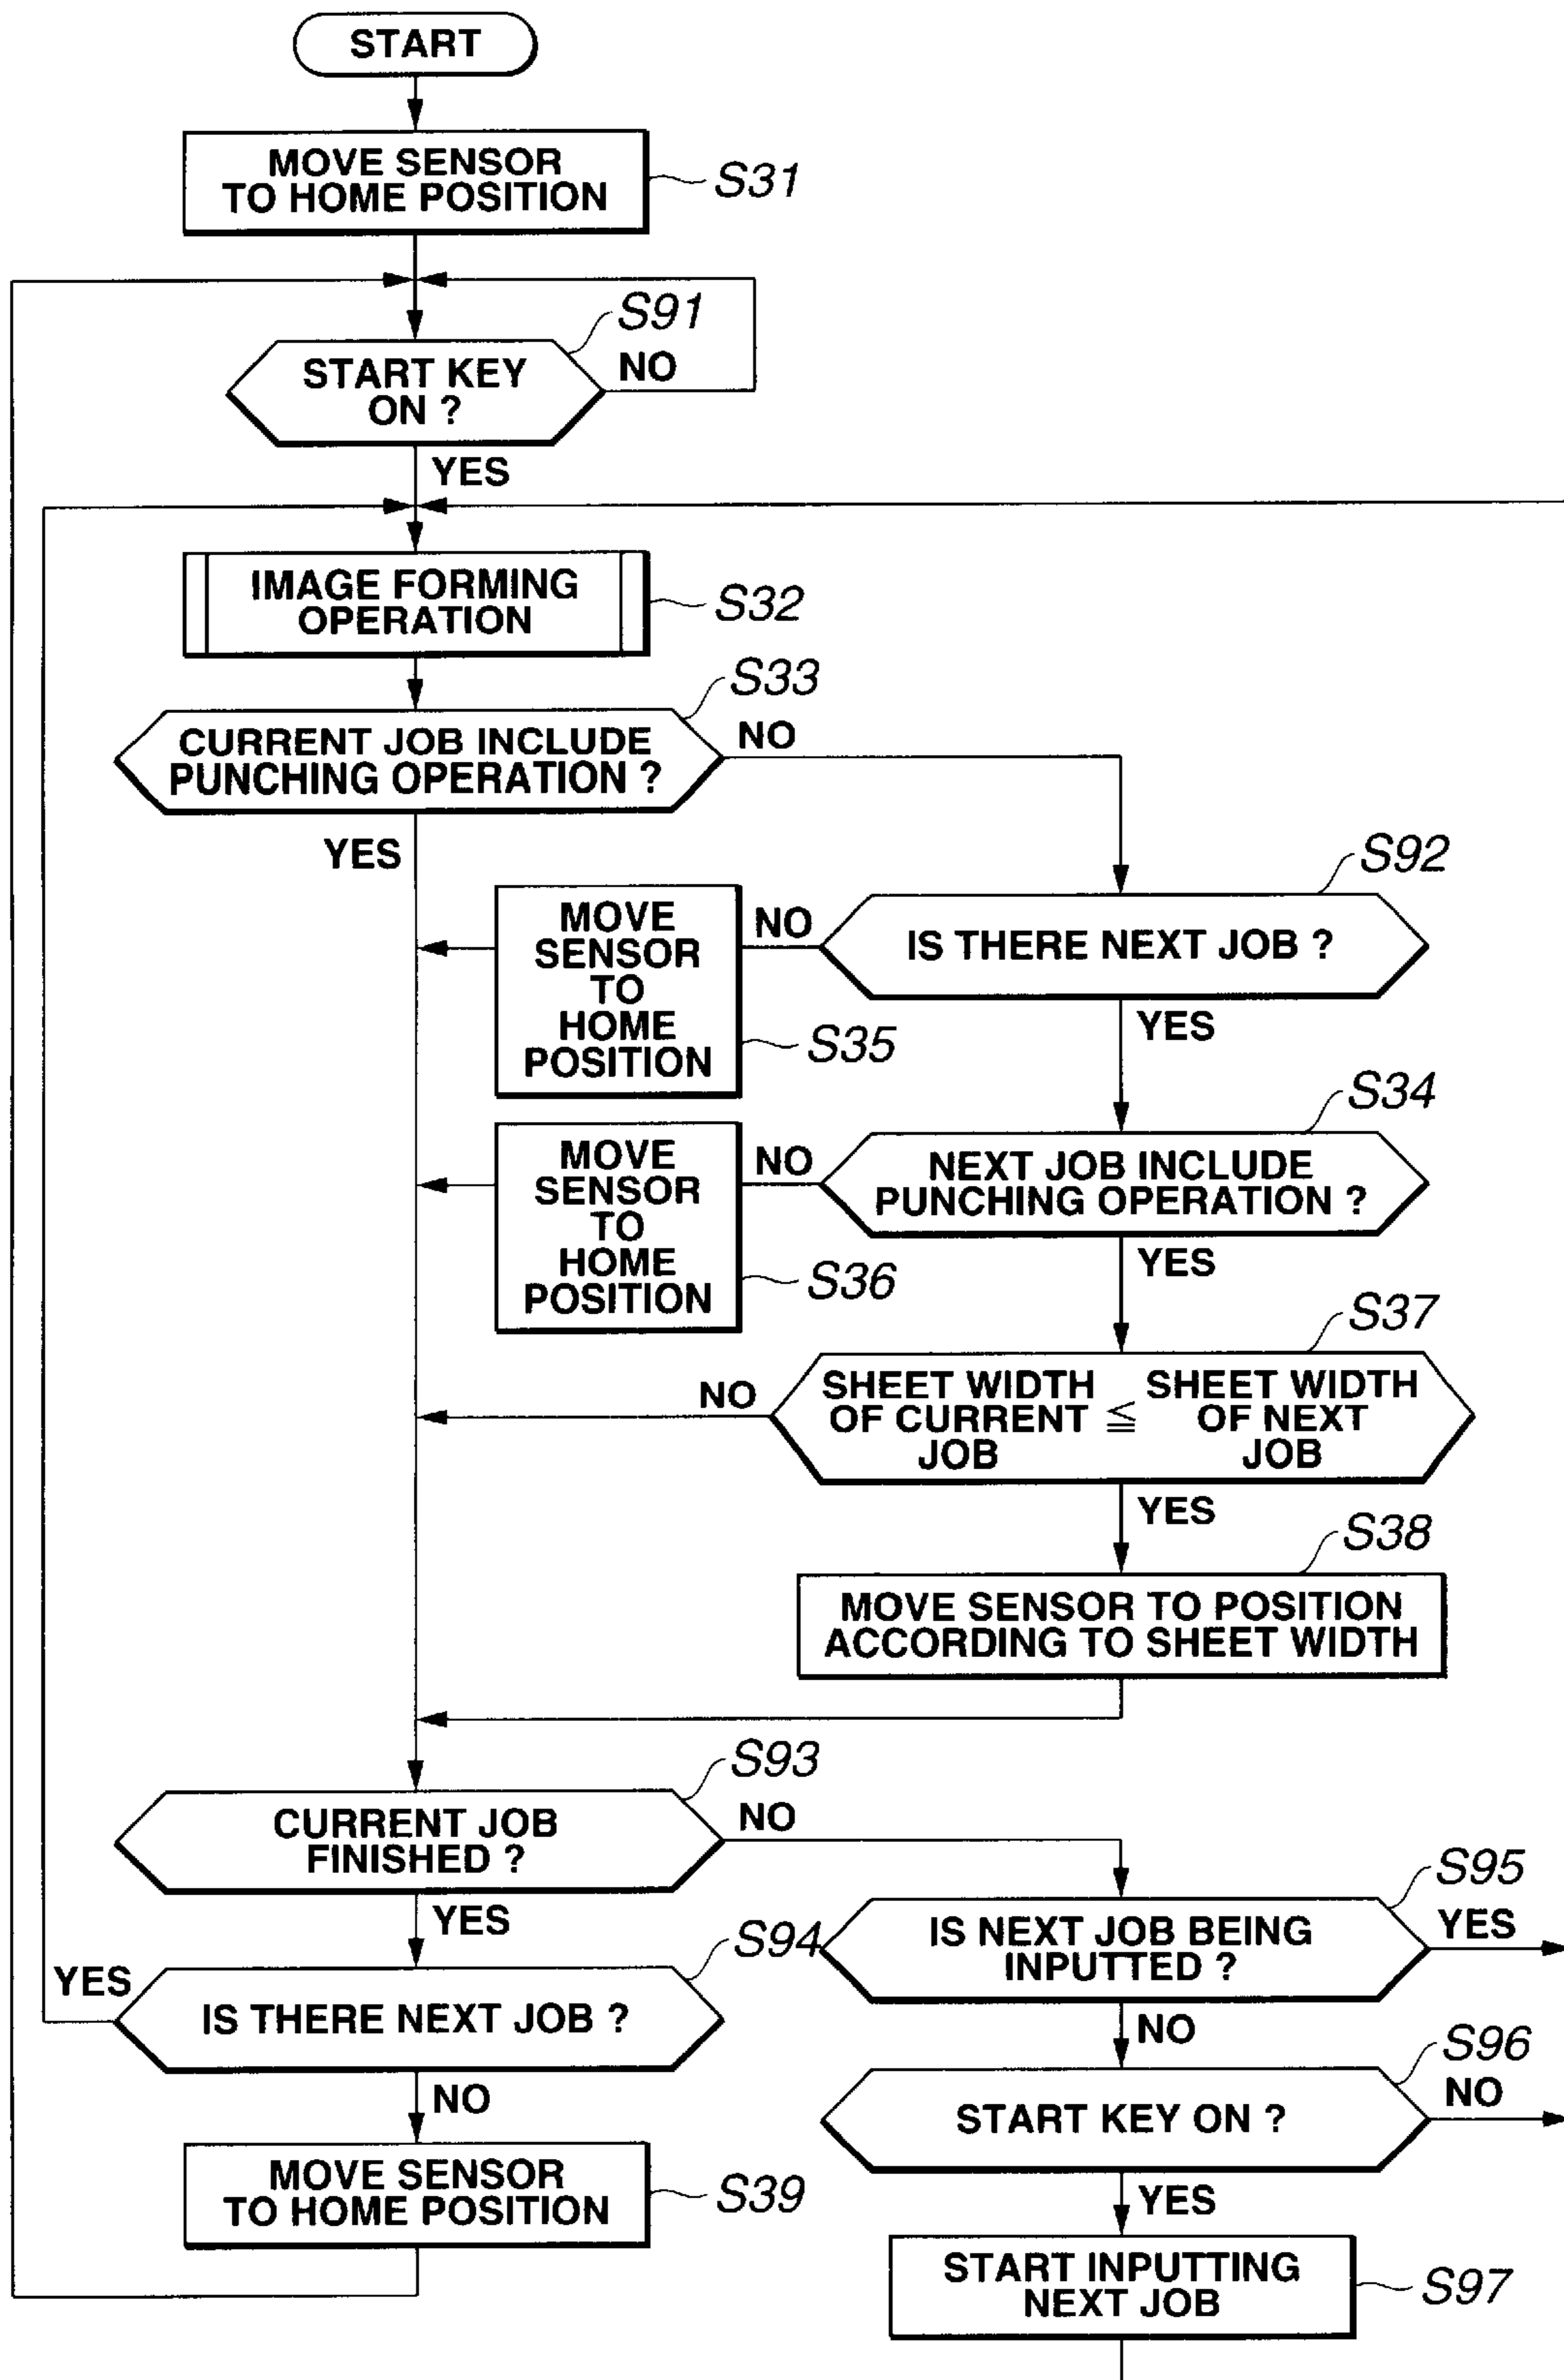 START
MOVE SENSOR
TO HOME POSITION
S31
S91
START KEY
ON ?
NO
YES
IMAGE FORMING
OPERATION
S32
S33
CURRENT JOB INCLUDE
PUNCHING OPERATION ?
NO
YES
S92
IS THERE NEXT JOB ?
NO
YES
MOVE
SENSOR
TO
HOME
POSITION
S35
S34
NEXT JOB INCLUDE
PUNCHING OPERATION ?
NO
YES
MOVE
SENSOR
TO
HOME
POSITION
S36
S37
SHEET WIDTH SHEET WIDTH
OF CURRENT ≦ OF NEXT
JOB JOB
NO
YES
S38
MOVE SENSOR TO POSITION
ACCORDING TO SHEET WIDTH
S93
CURRENT JOB
FINISHED ?
NO
YES
S95
IS NEXT JOB BEING
INPUTTED ?
YES
NO
S94
IS THERE NEXT JOB ?
YES
NO
S96
START KEY ON ?
NO
YES
MOVE SENSOR
TO HOME POSITION
S39
START INPUTTING
NEXT JOB
S97